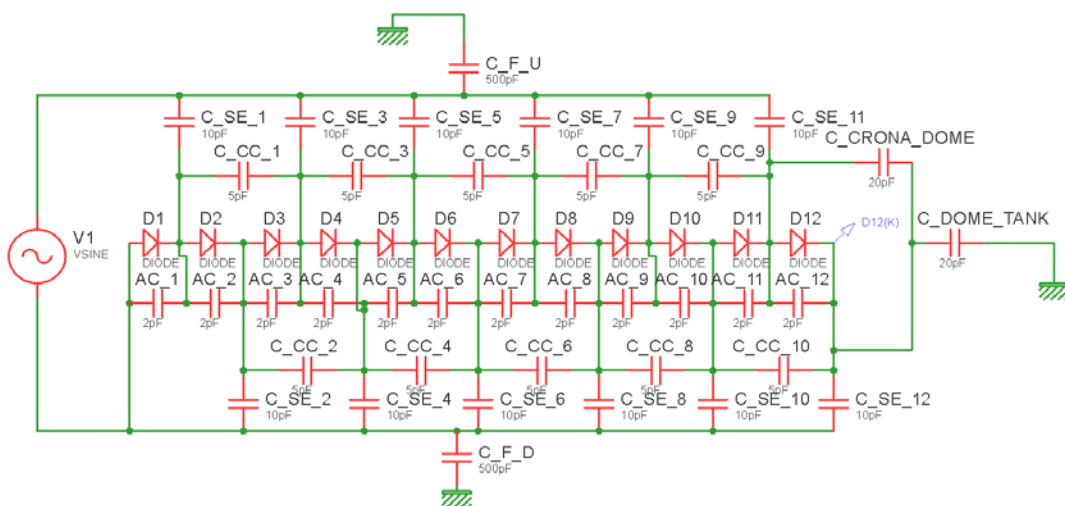 C_F_U
500pF
C_SE_1
10pF
C_SE_3
10pF
C_SE_5
10pF
C_SE_7
10pF
C_SE_9
10pF
C_SE_11
10pF
C_CRONA_DOME
20pF
C_CC_1
5pF
C_CC_3
5pF
C_CC_5
5pF
C_CC_7
5pF
C_CC_9
5pF
V1
VSINE
D1
DIODE
D2
DIODE
D3
DIODE
D4
DIODE
D5
DIODE
D6
DIODE
D7
DIODE
D8
DIODE
D9
DIODE
D10
DIODE
D11
DIODE
D12
DIODE
D12(K)
C_DOME_TANK
20pF
AC_1
2pF
AC_2
2pF
AC_3
2pF
AC_4
2pF
AC_5
2pF
AC_6
2pF
AC_7
2pF
AC_8
2pF
AC_9
2pF
AC_10
2pF
AC_11
2pF
AC_12
2pF
C_CC_2
5pF
C_CC_4
5pF
C_CC_6
5pF
C_CC_8
5pF
C_CC_10
5pF
C_SE_2
10pF
C_SE_4
10pF
C_SE_6
10pF
C_SE_8
10pF
C_SE_10
10pF
C_SE_12
10pF
C_F_D
500pF